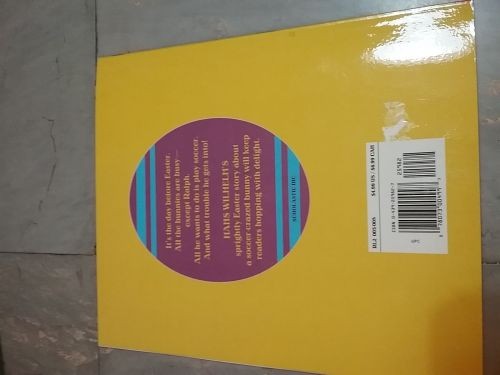 It's the day before Easter.
All the bunnies are busy—
except Ralph.
All he wants to do is play soccer.
And what trouble he gets into!
HANS WILHELM'S
sprightly Easter story about
a soccer-crazed bunny will keep
readers hopping with delight.
SCHOLASTIC INC.
RL2 005-008
$4.99 US / $6.99 CAN
21982
UPC